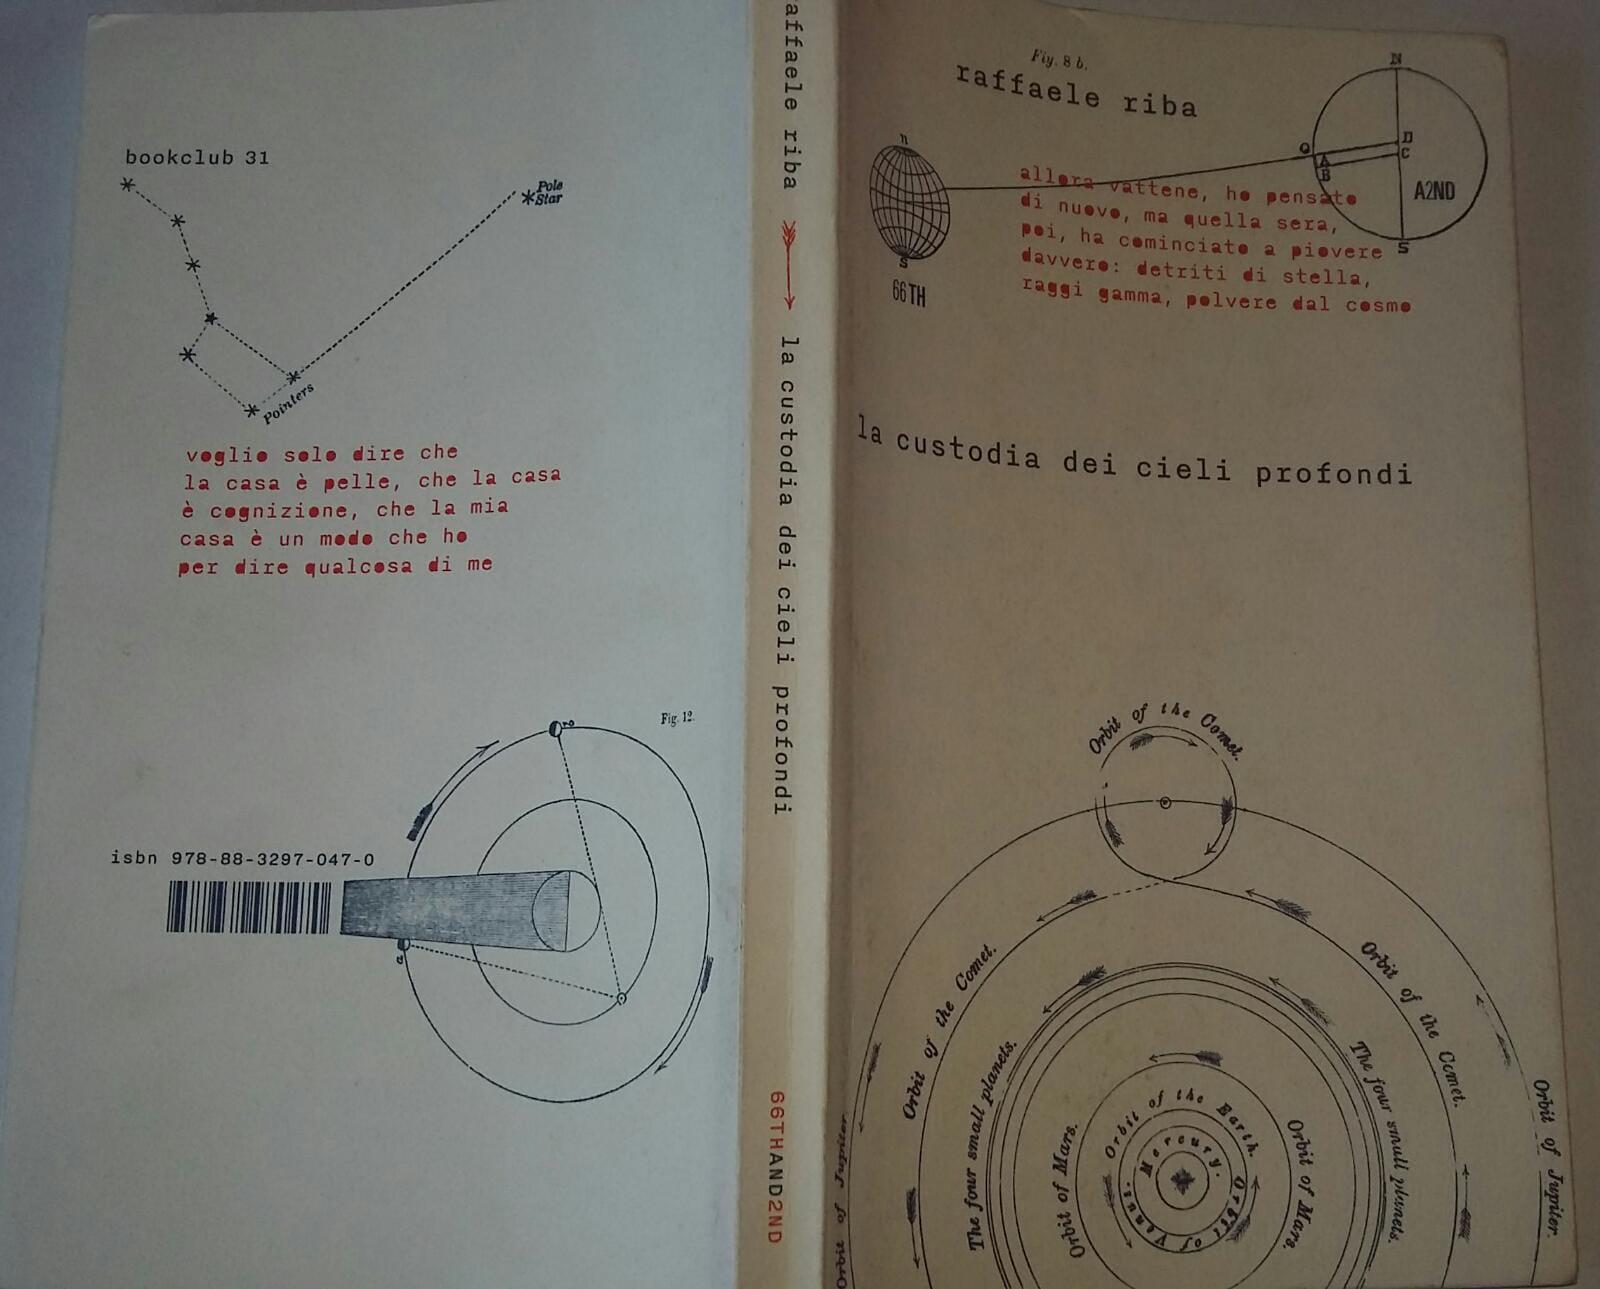 bookclub 31
Pole
Star
Pointers
voglio solo dire che
la casa è pelle, che la casa
è cognizione, che la mia
casa è un modo che ho
per dire qualcosa di me
Fig. 12.
isbn 978-88-3297-047-0
a
affaele riba
la custodia dei cieli profondi
66THAND2ND
Fig. 8 b.
raffaele riba
N
n
D
C
A
B
A2ND
S
s
66TH
allora vattene, ho pensato
di nuovo, ma quella sera,
poi, ha cominciato a piovere
davvero: detriti di stella,
raggi gamma, polvere dal cosmo
la custodia dei cieli profondi
Orbit of the Comet.
Orbit of the Comet.
Orbit of the Comet.
The four small planets.
The four small planets.
Orbit of Jupiter
Orbit of Jupiter.
Orbit of Mars.
Orbit of Mars.
Orbit of the Earth.
Mercury.
Orbit of Venus.